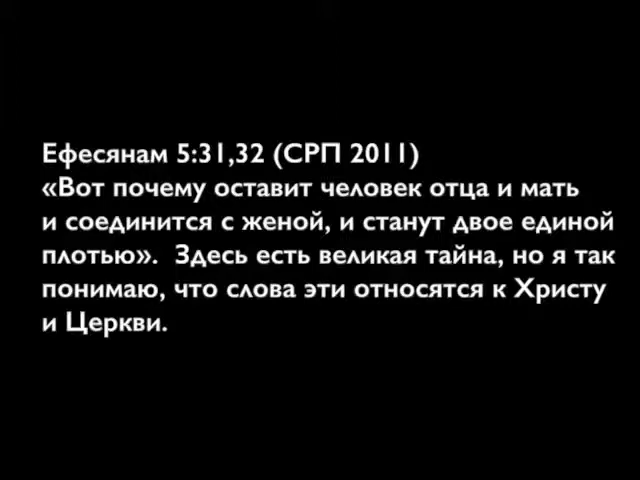 Ефесянам 5:31,32 (СРП 2011)
«Вот почему оставит человек отца и мать
и соединится с женой, и станут двое единой
плотью».  Здесь есть великая тайна, но я так
понимаю, что слова эти относятся к Христу
и Церкви.